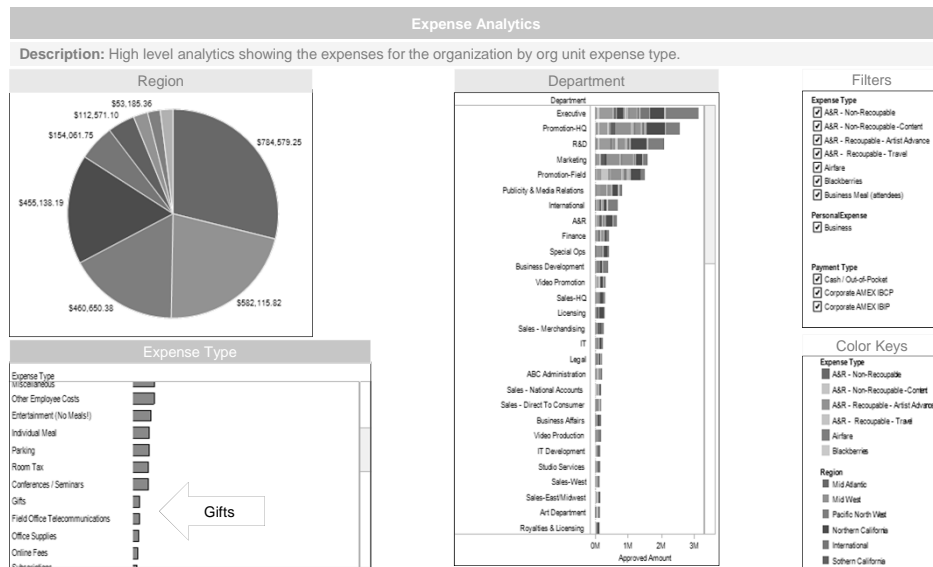 Expense Analytics
Description: High level analytics showing the expenses for the organization by org unit expense type.
Region
$53,185.36
$112,571.10
$154,061.75
$784,579.25
$455,138.19
$460,650.38
$582,115.82
Expense Type
Expense Type
Miscellaneous
Other Employee Costs
Entertainment (No Meals!)
Individual Meal
Parking
Room Tax
Conferences / Seminars
Gifts
Field Office Telecommunications
Office Supplies
Online Fees
Subscriptions
Gifts
Department
Department
Executive
Promotion-HQ
R&D
Marketing
Promotion-Field
Publicity & Media Relations
International
A&R
Finance
Special Ops
Business Development
Video Promotion
Sales-HQ
Licensing
Sales - Merchandising
IT
Legal
ABC Administration
Sales - National Accounts
Sales - Direct To Consumer
Business Affairs
Video Production
IT Development
Studio Services
Sales-West
Sales-East/Midwest
Art Department
Royalties & Licensing
0M 1M 2M 3M
Approved Amount
Filters
Expense Type
A&R - Non-Recoupable
A&R - Non-Recoupable -Content
A&R - Recoupable - Artist Advance
A&R - Recoupable - Travel
Airfare
Blackberries
Business Meal (attendees)
PersonalExpense
Business
Payment Type
Cash / Out-of-Pocket
Corporate AMEX IBCP
Corporate AMEX IBIP
Color Keys
Expense Type
A&R - Non-Recoupable
A&R - Non-Recoupable -Content
A&R - Recoupable - Artist Advanc
A&R - Recoupable - Travel
Airfare
Blackberries
Region
Mid Atlantic
Mid West
Pacific North West
Northern California
International
Sothern California